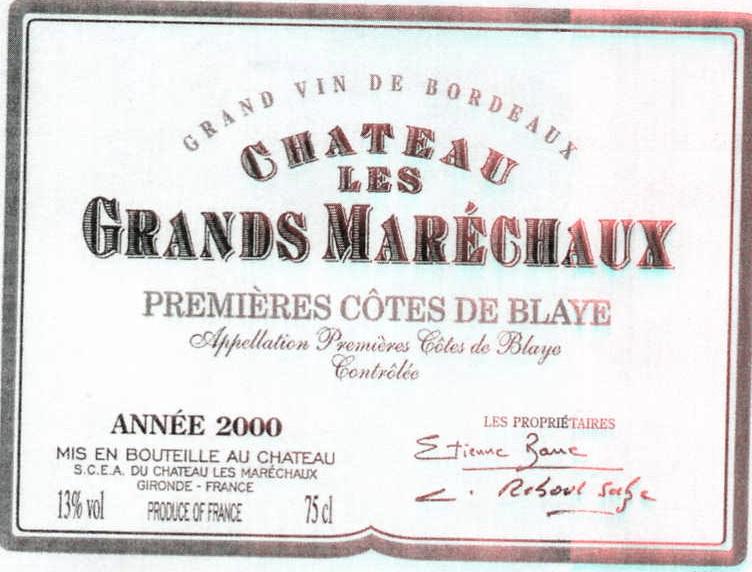 GRAND VIN DE BORDEAUX
CHATEAU
LES
GRANDS MARÉCHAUX
PREMIÈRES CÔTES DE BLAYE
Appellation Premières Côtes de Blaye
Contrôlée
ANNÉE 2000
MIS EN BOUTEILLE AU CHATEAU
S.C.E.A. DU CHATEAU LES MARÉCHAUX
GIRONDE - FRANCE
13% vol PRODUCE OF FRANCE 75 cl
LES PROPRIÉTAIRES
Etienne